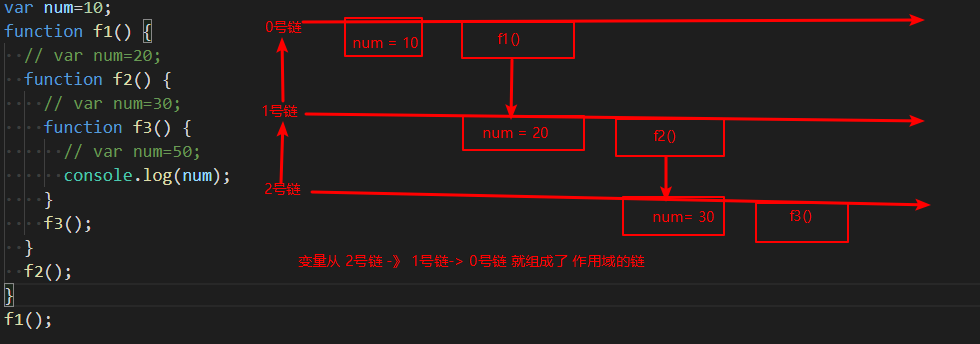 var num=10;
function f1() {
// var num=20;
function f2() {
// var num=30;
function f3() {
// var num=50;
console.log(num);
}
f3();
}
f2();
}
f1();
0号链
num = 10
f1()
1号链
num = 20
f2()
2号链
num= 30
f3()
变量从 2号链 -》 1号链-> 0号链 就组成了 作用域的链